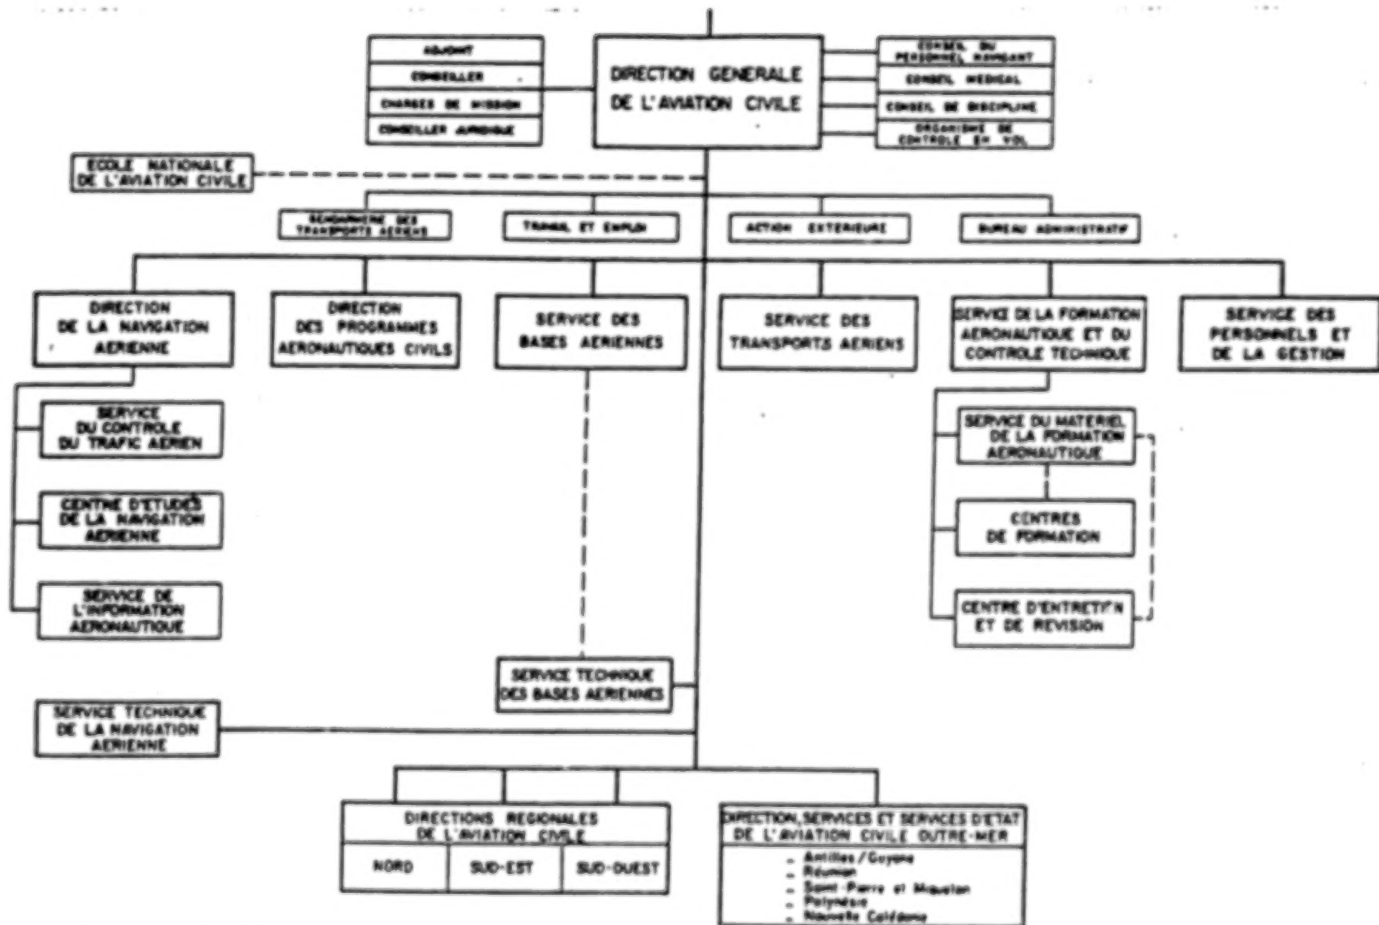 ADJOINT
CONSEILLER
CHARGES DE MISSION
CONSEILLER JURIDIQUE
DIRECTION GENERALE
DE L'AVIATION CIVILE
CONSEIL DU
PERSONNEL NAVIGANT
CONSEIL MEDICAL
CONSEIL DE DISCIPLINE
ORGANISME DE
CONTROLE EN VOL
ECOLE NATIONALE
DE L'AVIATION CIVILE
GENDARMERIE DES
TRANSPORTS AERIENS
TRAVAIL ET EMPLOI
ACTION EXTERIEURE
BUREAU ADMINISTRATIF
DIRECTION
DE LA NAVIGATION
AERIENNE
DIRECTION
DES PROGRAMMES
AERONAUTIQUES CIVILS
SERVICE DES
BASES AERIENNES
SERVICE DES
TRANSPORTS AERIENS
SERVICE DE LA FORMATION
AERONAUTIQUE ET DU
CONTROLE TECHNIQUE
SERVICE DES
PERSONNELS ET
DE LA GESTION
SERVICE
DU CONTROLE
DU TRAFIC AERIEN
CENTRE D'ETUDES
DE LA NAVIGATION
AERIENNE
SERVICE DE
L'INFORMATION
AERONAUTIQUE
SERVICE DU MATERIEL
DE LA FORMATION
AERONAUTIQUE
CENTRES
DE FORMATION
CENTRE D'ENTRETIEN
ET DE REVISION
SERVICE TECHNIQUE
DES BASES AERIENNES
SERVICE TECHNIQUE
DE LA NAVIGATION
AERIENNE
DIRECTIONS REGIONALES
DE L'AVIATION CIVILE
NORD
SUD-EST
SUD-OUEST
DIRECTION, SERVICES ET SERVICES D'ETAT
DE L'AVIATION CIVILE OUTRE-MER
- Antilles/Guyane
- Réunion
- Saint-Pierre et Miquelon
- Polynésie
- Nouvelle Calédonie